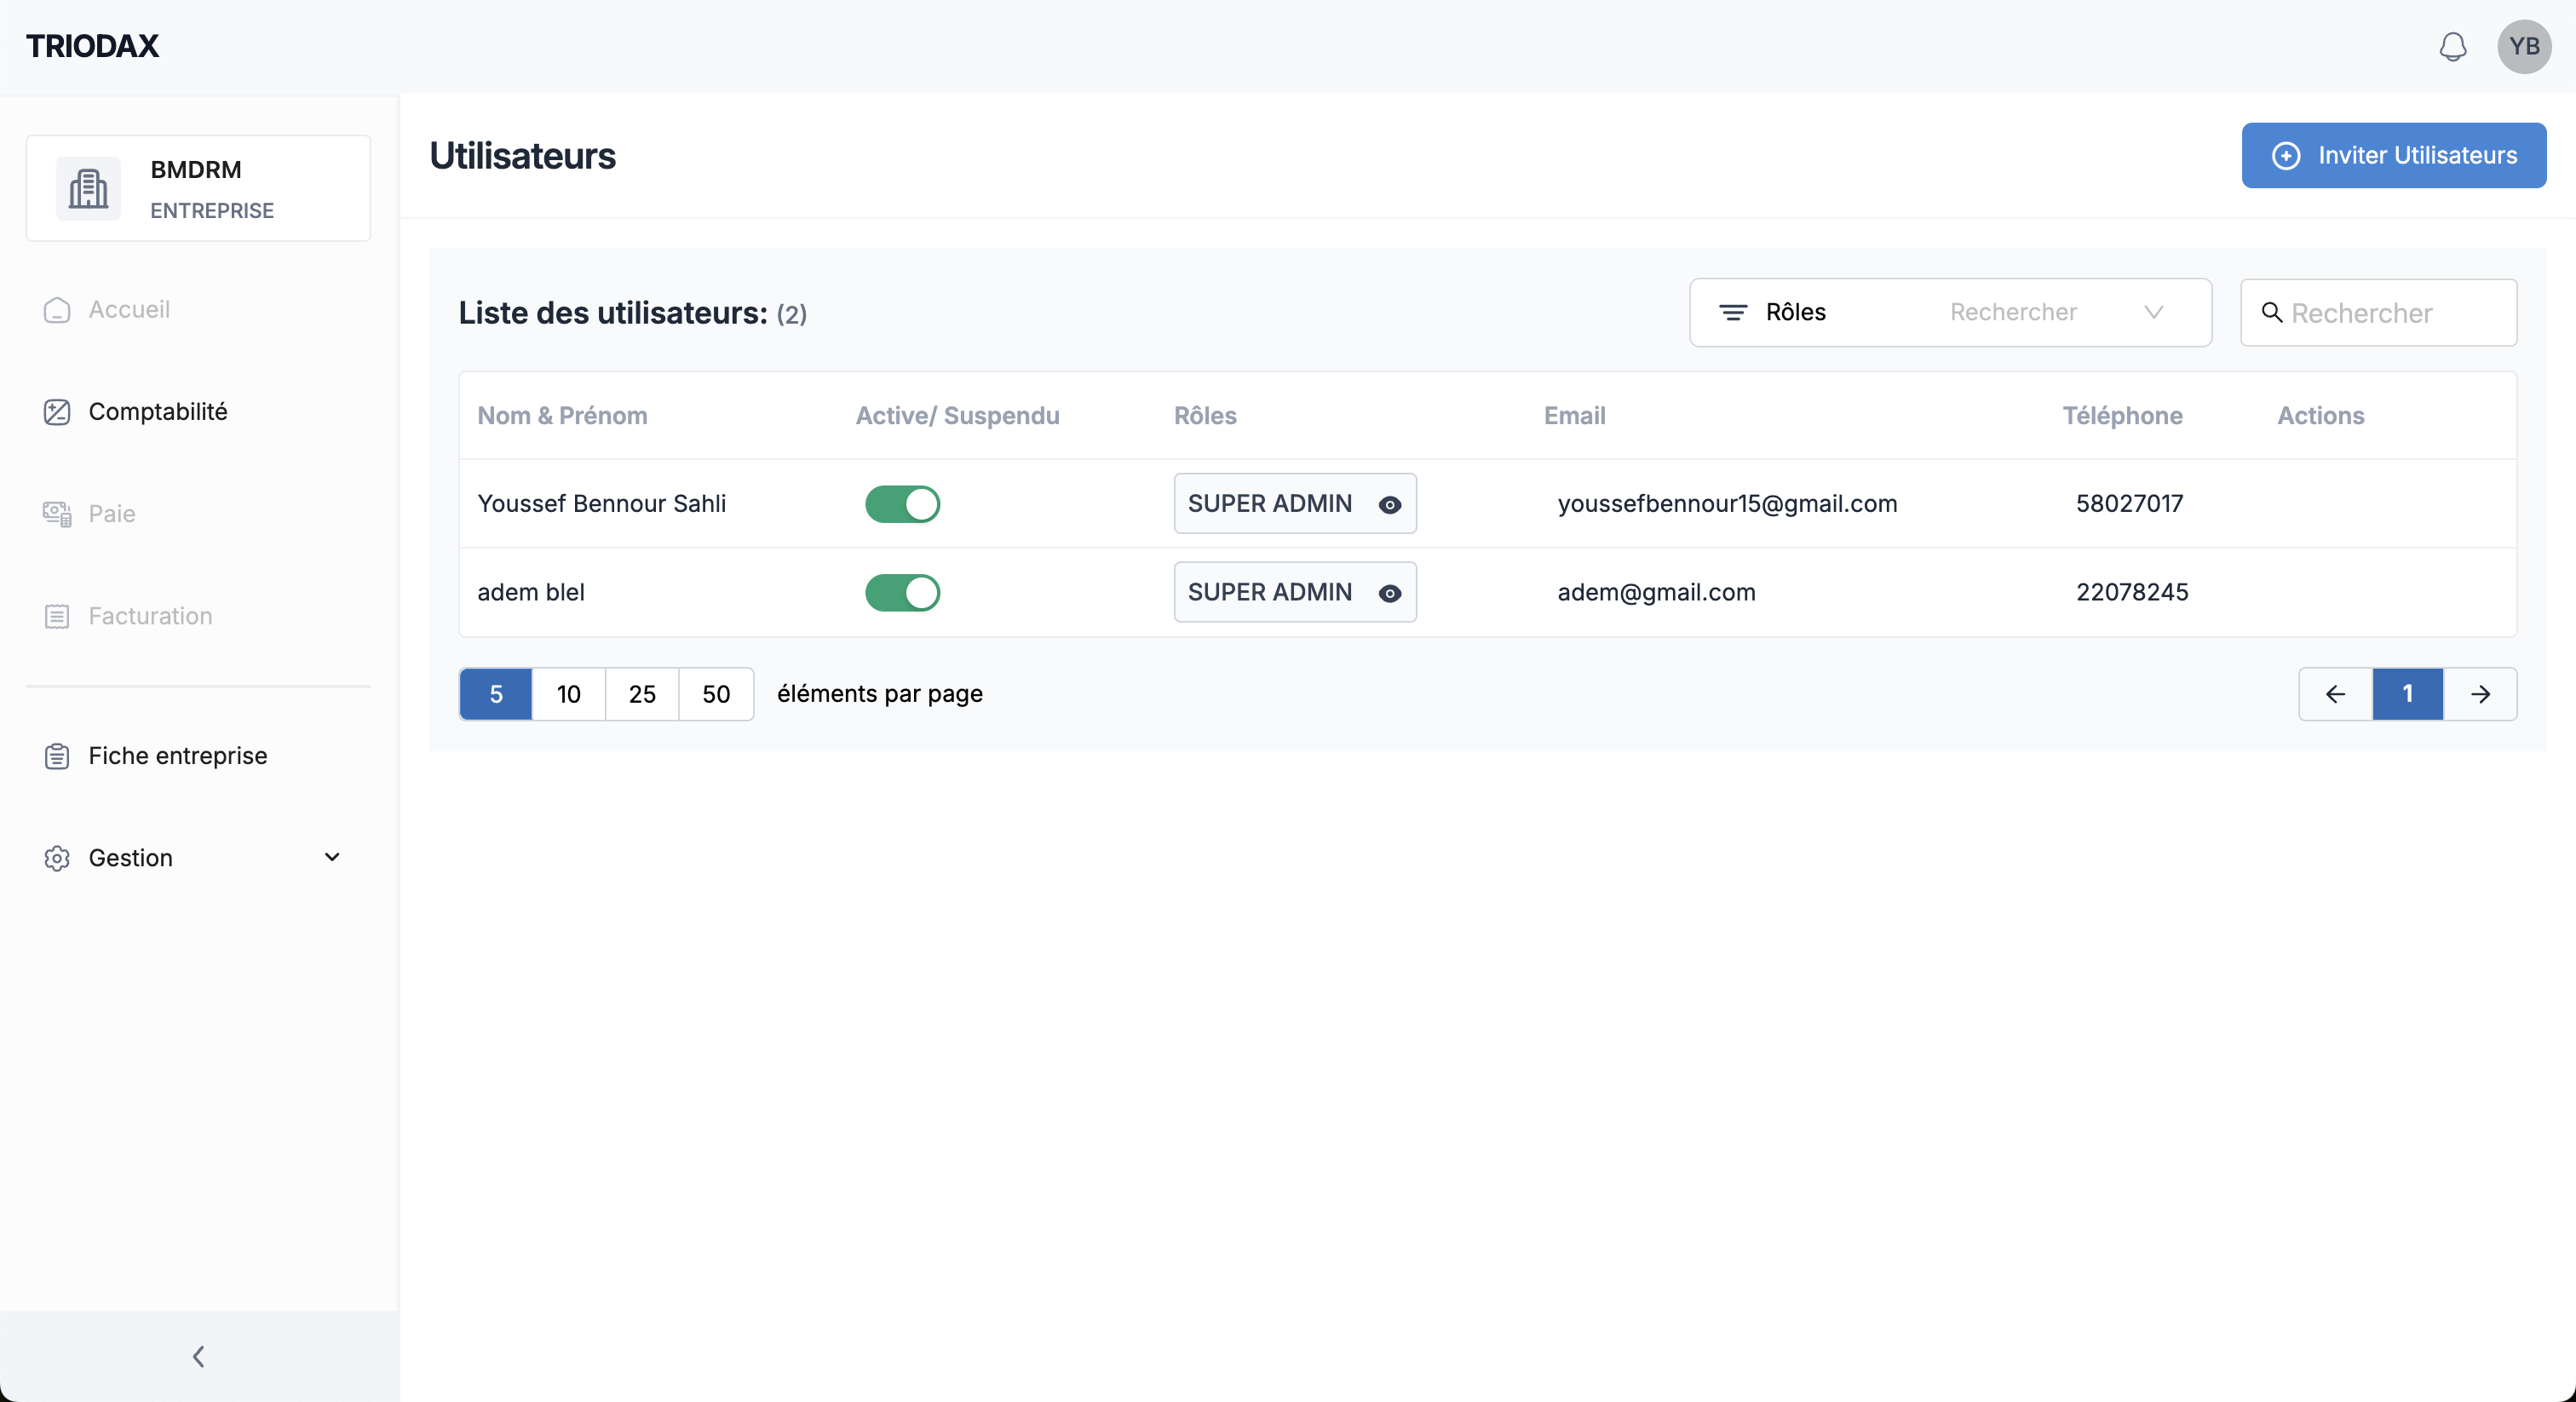 TRIODAX
YB
BMDRM
ENTREPRISE
Accueil
Comptabilité
Paie
Facturation
Fiche entreprise
Gestion
Utilisateurs
Inviter Utilisateurs
Liste des utilisateurs: (2)
Rôles Rechercher
Rechercher
Nom & Prénom Active/ Suspendu Rôles Email Téléphone Actions
Youssef Bennour Sahli SUPER ADMIN youssefbennour15@gmail.com 58027017
adem blel SUPER ADMIN adem@gmail.com 22078245
5 10 25 50 éléments par page
1